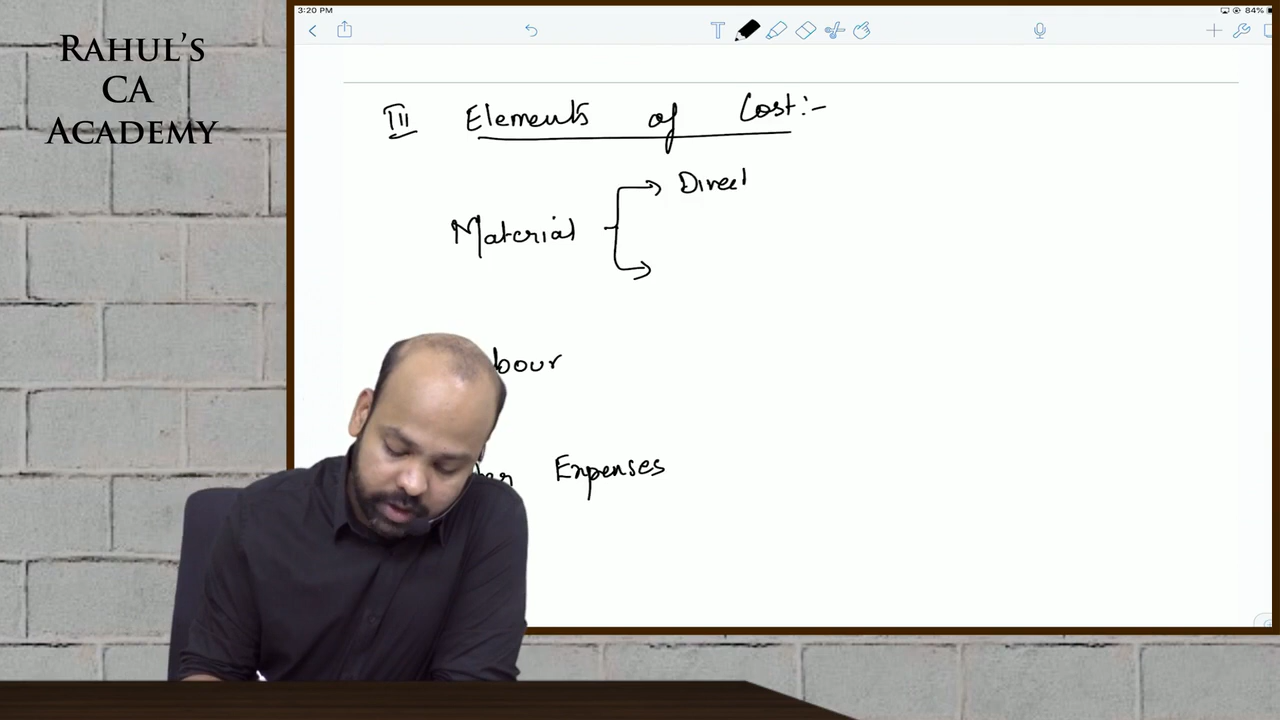 RAHUL'S
CA
ACADEMY
3:20 PM
84%
T
III Elements of Cost:-
Direct
Material
bour
Expenses